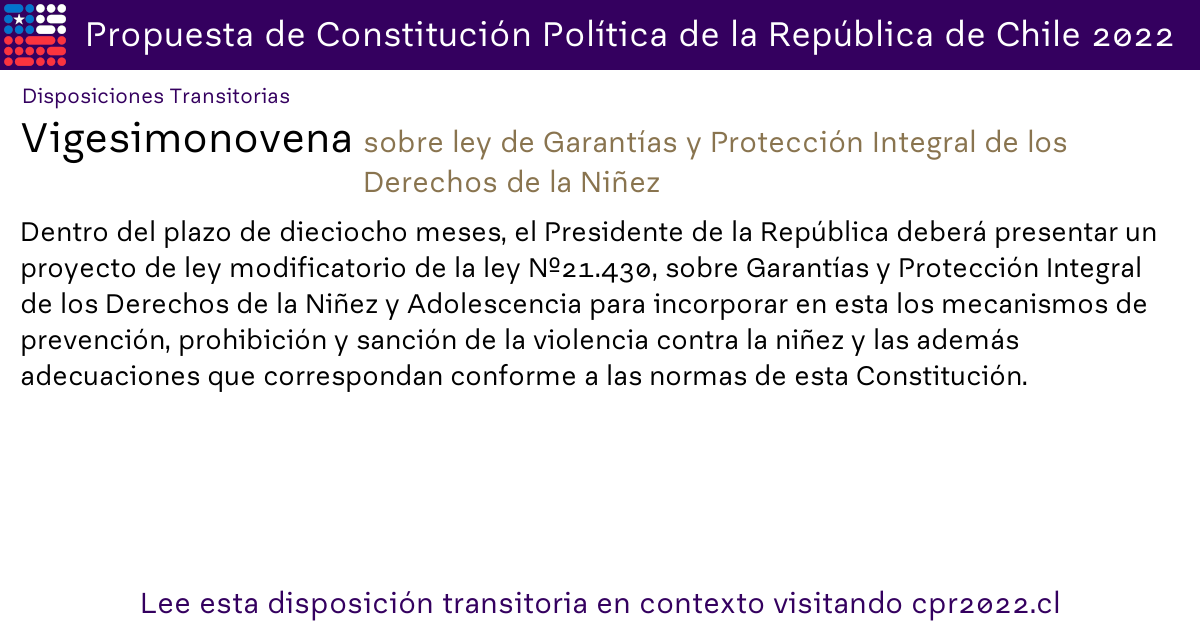 Propuesta de Constitución Política de la República de Chile 2022
Disposiciones Transitorias
Vigesimonovena sobre ley de Garantías y Protección Integral de los
Derechos de la Niñez
Dentro del plazo de dieciocho meses, el Presidente de la República deberá presentar un
proyecto de ley modificatorio de la ley Nº21.430, sobre Garantías y Protección Integral
de los Derechos de la Niñez y Adolescencia para incorporar en esta los mecanismos de
prevención, prohibición y sanción de la violencia contra la niñez y las además
adecuaciones que correspondan conforme a las normas de esta Constitución.
Lee esta disposición transitoria en contexto visitando cpr2022.cl